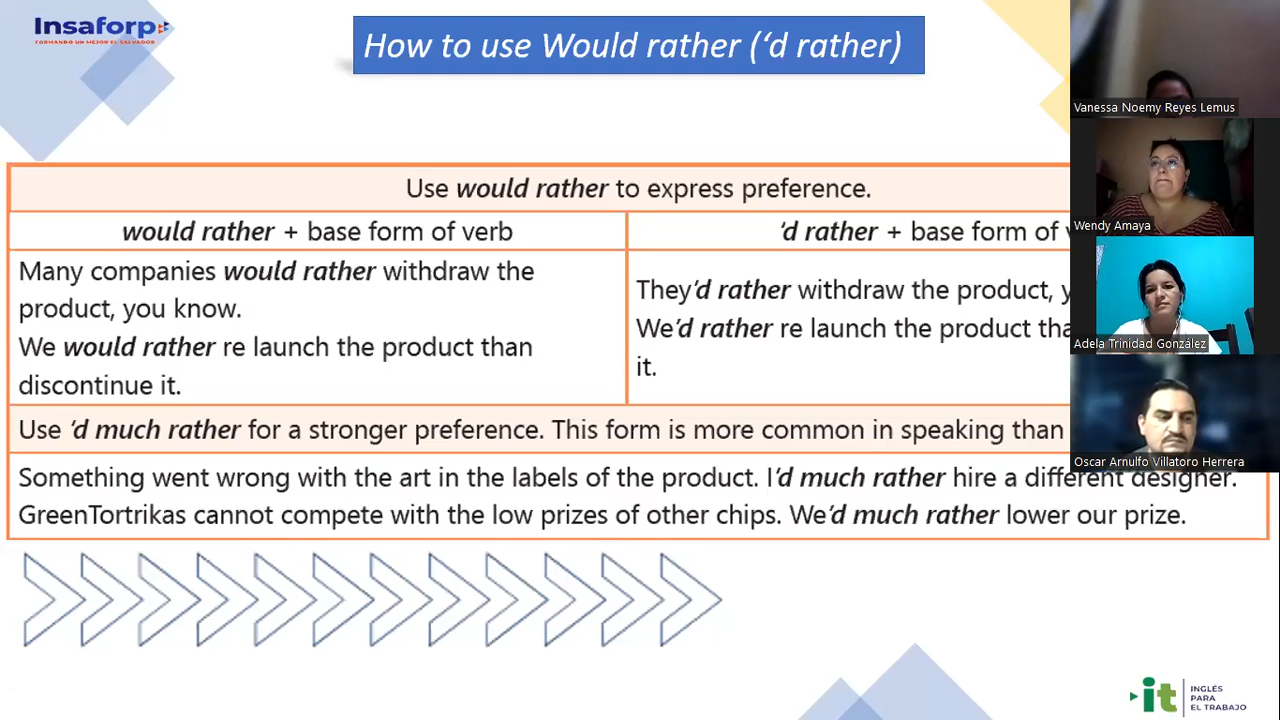 Insaforp
FORMANDO UN MEJOR EL SALVADOR
How to use Would rather (‘d rather)
Use would rather to express preference.
would rather + base form of verb
Many companies would rather withdraw the
product, you know.
We would rather re launch the product than
discontinue it.
’d rather + base form of
They’d rather withdraw the product,
We’d rather re launch the product
it.
Use ’d much rather for a stronger preference. This form is more common in speaking than
Something went wrong with the art in the labels of the product. I’d much rather hire a different designer.
GreenTortrikas cannot compete with the low prizes of other chips. We’d much rather lower our prize.
Vanessa Noemy Reyes Lemus
Wendy Amaya
Adela Trinidad González
Oscar Arnulfo Villatoro Herrera
it
INGLÉS
PARA
EL TRABAJO